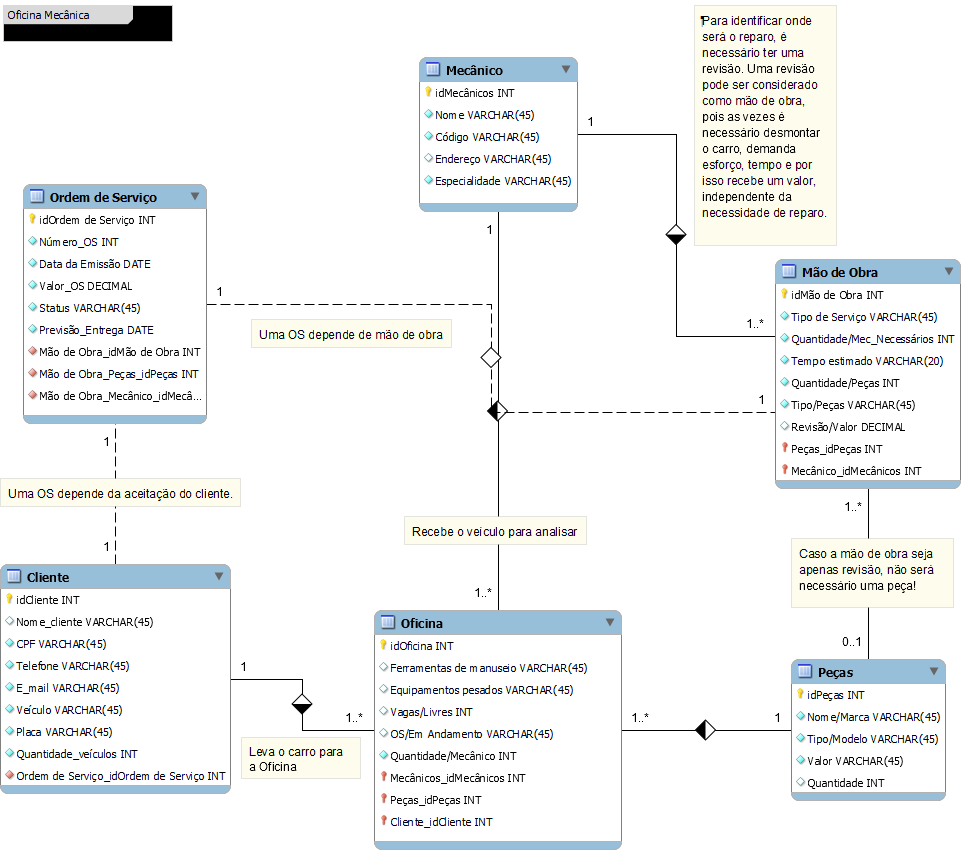 Oficina Mecânica
Para identificar onde
será o reparo, é
necessário ter uma
revisão. Uma revisão
pode ser considerado
como mão de obra,
pois as vezes é
necessário desmontar
o carro, demanda
esforço, tempo e por
isso recebe um valor,
independente da
necessidade de reparo.
Mecânico
idMecânicos INT
Nome VARCHAR(45)
Código VARCHAR(45)
Endereço VARCHAR(45)
Especialidade VARCHAR(45)
1
1
Ordem de Serviço
idOrdem de Serviço INT
Número_OS INT
Data da Emissão DATE
Valor_OS DECIMAL
Status VARCHAR(45)
Previsão_Entrega DATE
Mão de Obra_idMão de Obra INT
Mão de Obra_Peças_idPeças INT
Mão de Obra_Mecânico_idMecâ...
1
Uma OS depende de mão de obra
Mão de Obra
idMão de Obra INT
Tipo de Serviço VARCHAR(45)
Quantidade/Mec_Necessários INT
Tempo estimado VARCHAR(20)
Quantidade/Peças INT
Tipo/Peças VARCHAR(45)
Revisão/Valor DECIMAL
Peças_idPeças INT
Mecânico_idMecânicos INT
1..*
1
1
Uma OS depende da aceitação do cliente.
1
Recebe o veiculo para analisar
1..*
1..*
Caso a mão de obra seja
apenas revisão, não será
necessário uma peça!
0..1
Cliente
idCliente INT
Nome_cliente VARCHAR(45)
CPF VARCHAR(45)
Telefone VARCHAR(45)
E_mail VARCHAR(45)
Veículo VARCHAR(45)
Placa VARCHAR(45)
Quantidade_veículos INT
Ordem de Serviço_idOrdem de Serviço INT
1
1..*
Leva o carro para
a Oficina
Oficina
idOficina INT
Ferramentas de manuseio VARCHAR(45)
Equipamentos pesados VARCHAR(45)
Vagas/Livres INT
OS/Em Andamento VARCHAR(45)
Quantidade/Mecânico INT
Mecânicos_idMecânicos INT
Peças_idPeças INT
Cliente_idCliente INT
1..*
1
Peças
idPeças INT
Nome/Marca VARCHAR(45)
Tipo/Modelo VARCHAR(45)
Valor VARCHAR(45)
Quantidade INT